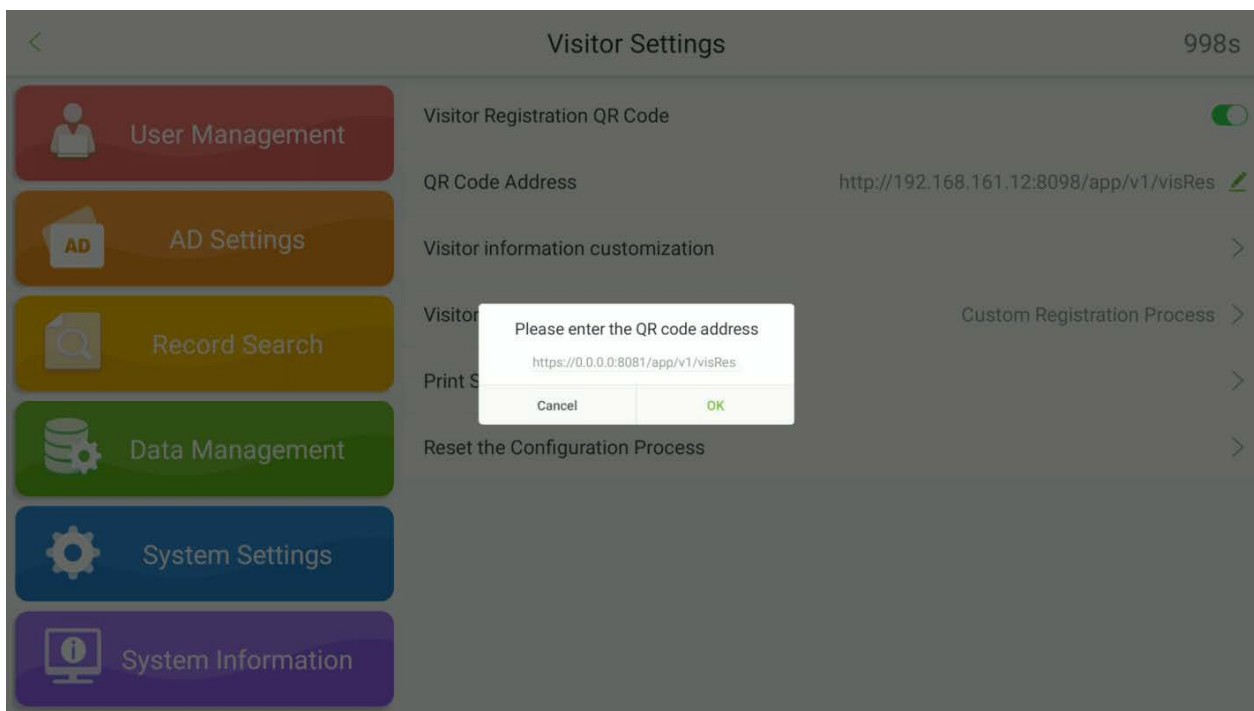 Visitor Settings
998s
User Management
AD
AD Settings
Record Search
Data Management
System Settings
System Information
Visitor Registration QR Code
QR Code Address
http://192.168.161.12:8098/app/v1/visRes
Visitor information customization
Visitor
Custom Registration Process
Print S
Reset the Configuration Process
Please enter the QR code address
https://0.0.0.0:8081/app/v1/visRes
Cancel
OK